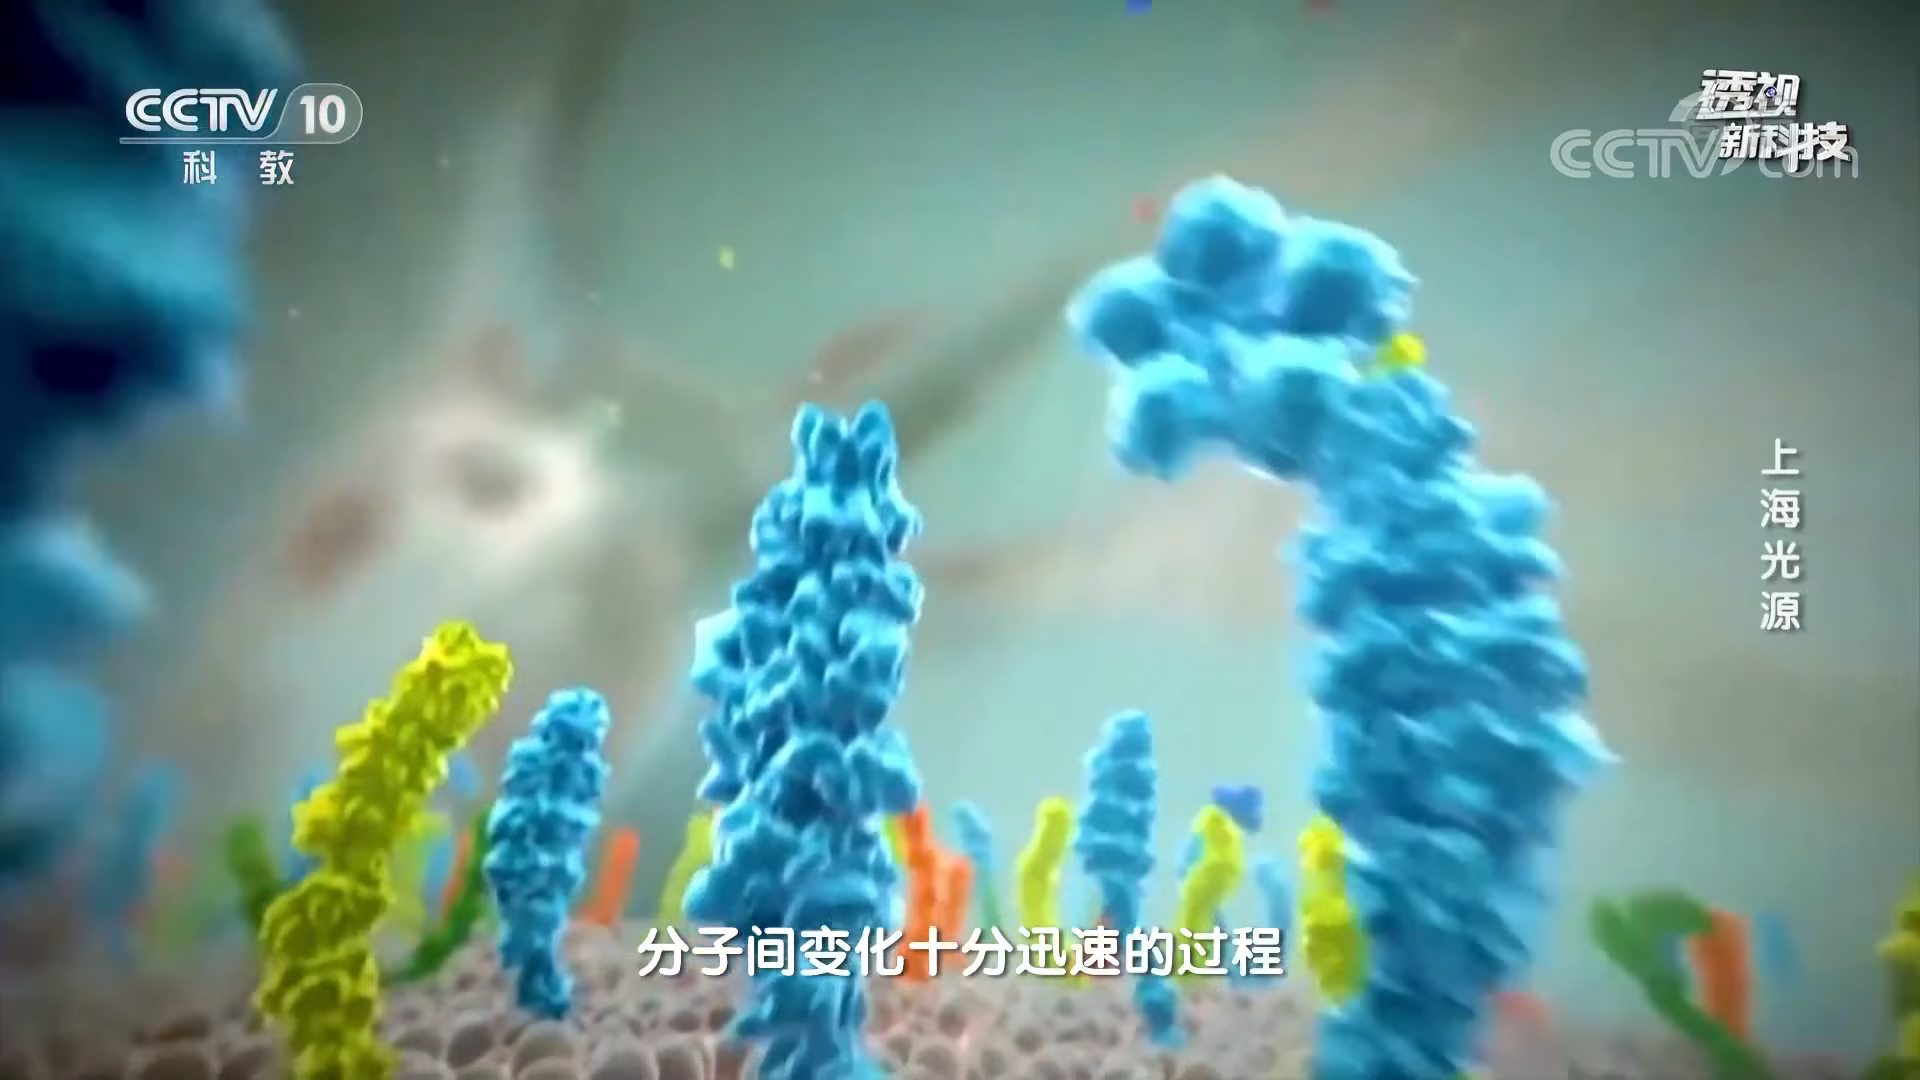 CCTV 10
科 教
透视
新科技
CCTV.com
上海光源
分子间变化十分迅速的过程